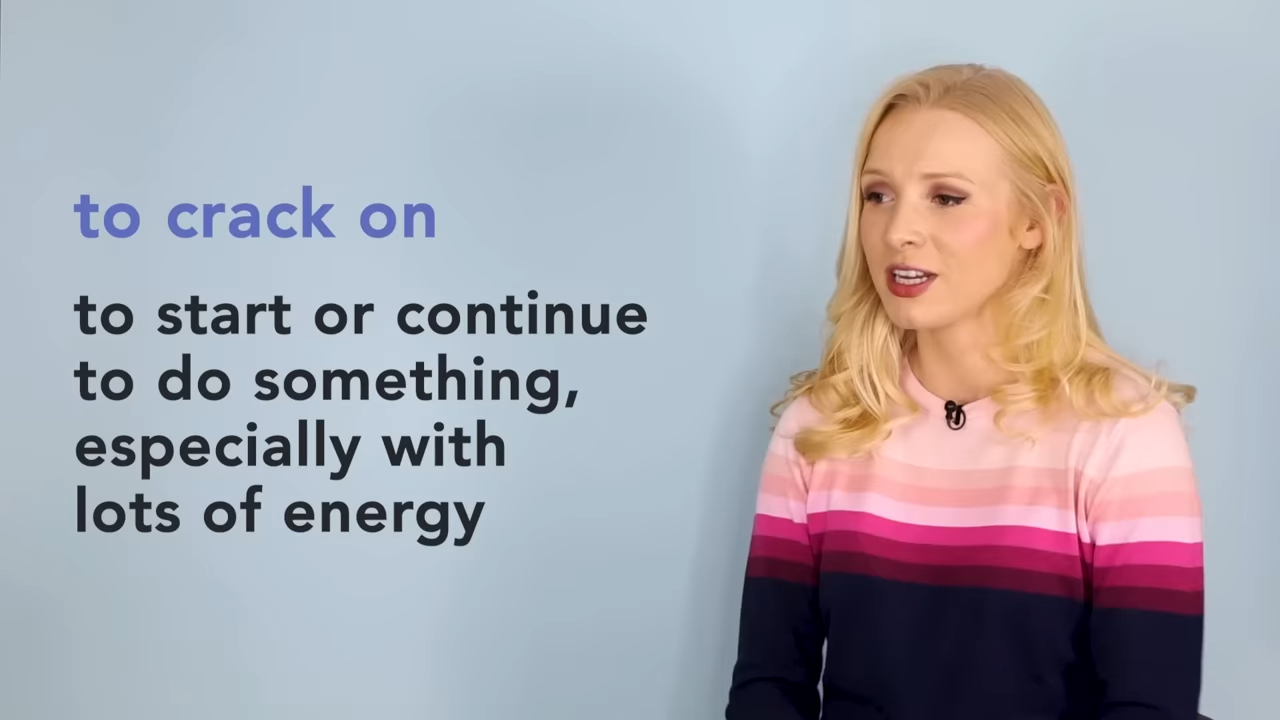 to crack on
to start or continue
to do something,
especially with
lots of energy